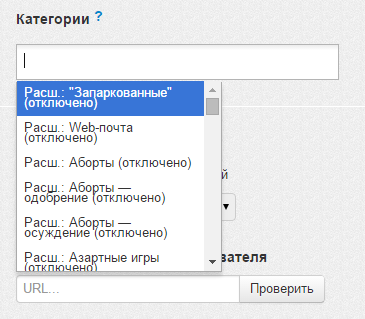 Категории ?
Расш.: "Запаркованные"
(отключено)
Расш.: Web-почта
(отключено)
Расш.: Аборты (отключено)
Расш.: Аборты —
одобрение (отключено)
Расш.: Аборты —
осуждение (отключено)
Расш.: Азартные игры
(отключено)
URL...
Проверить